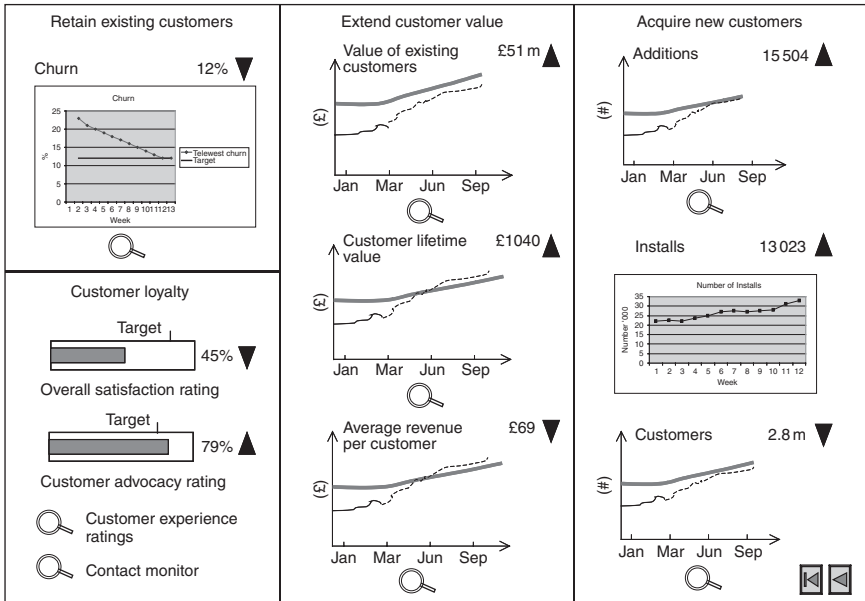 Retain existing customers
Churn 12%
Churn
25
20
15
10
5
0
%
1 2 3 4 5 6 7 8 9 10 11 12 13
Week
Telewest churn
Target
Customer loyalty
Target
45%
Overall satisfaction rating
Target
79%
Customer advocacy rating
Customer experience
ratings
Contact monitor
Extend customer value
Value of existing
customers
£51 m
(£)
Jan Mar Jun Sep
Customer lifetime
value
£1040
(£)
Jan Mar Jun Sep
Average revenue
per customer
£69
(£)
Jan Mar Jun Sep
Acquire new customers
Additions 15 504
(#)
Jan Mar Jun Sep
Installs 13 023
Number of Installs
35
30
25
20
15
10
5
0
Number '000
1 2 3 4 5 6 7 8 9 10 11 12
Week
Customers 2.8 m
(#)
Jan Mar Jun Sep